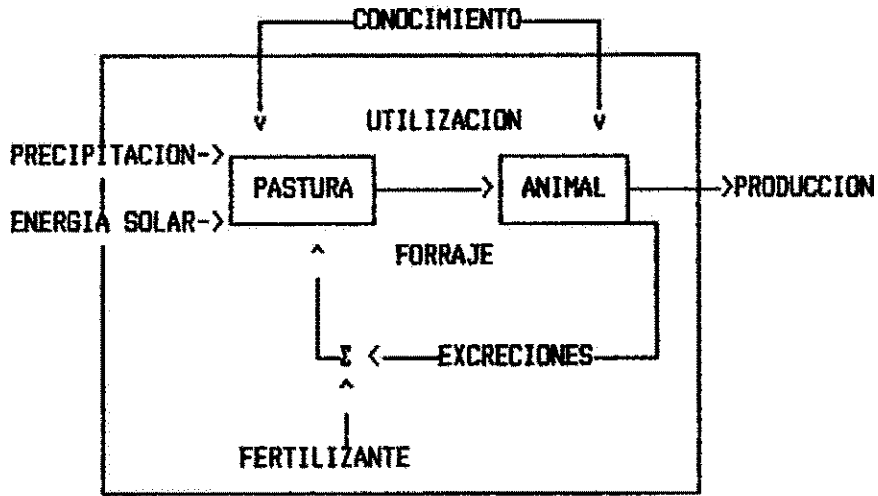 CONOCIMIENTO
UTILIZACION
PRECIPITACION->
PASTURA
ANIMAL
>PRODUCCION
ENERGIA SOLAR->
FORRAJE
Σ < EXCRECIONES
FERTILIZANTE